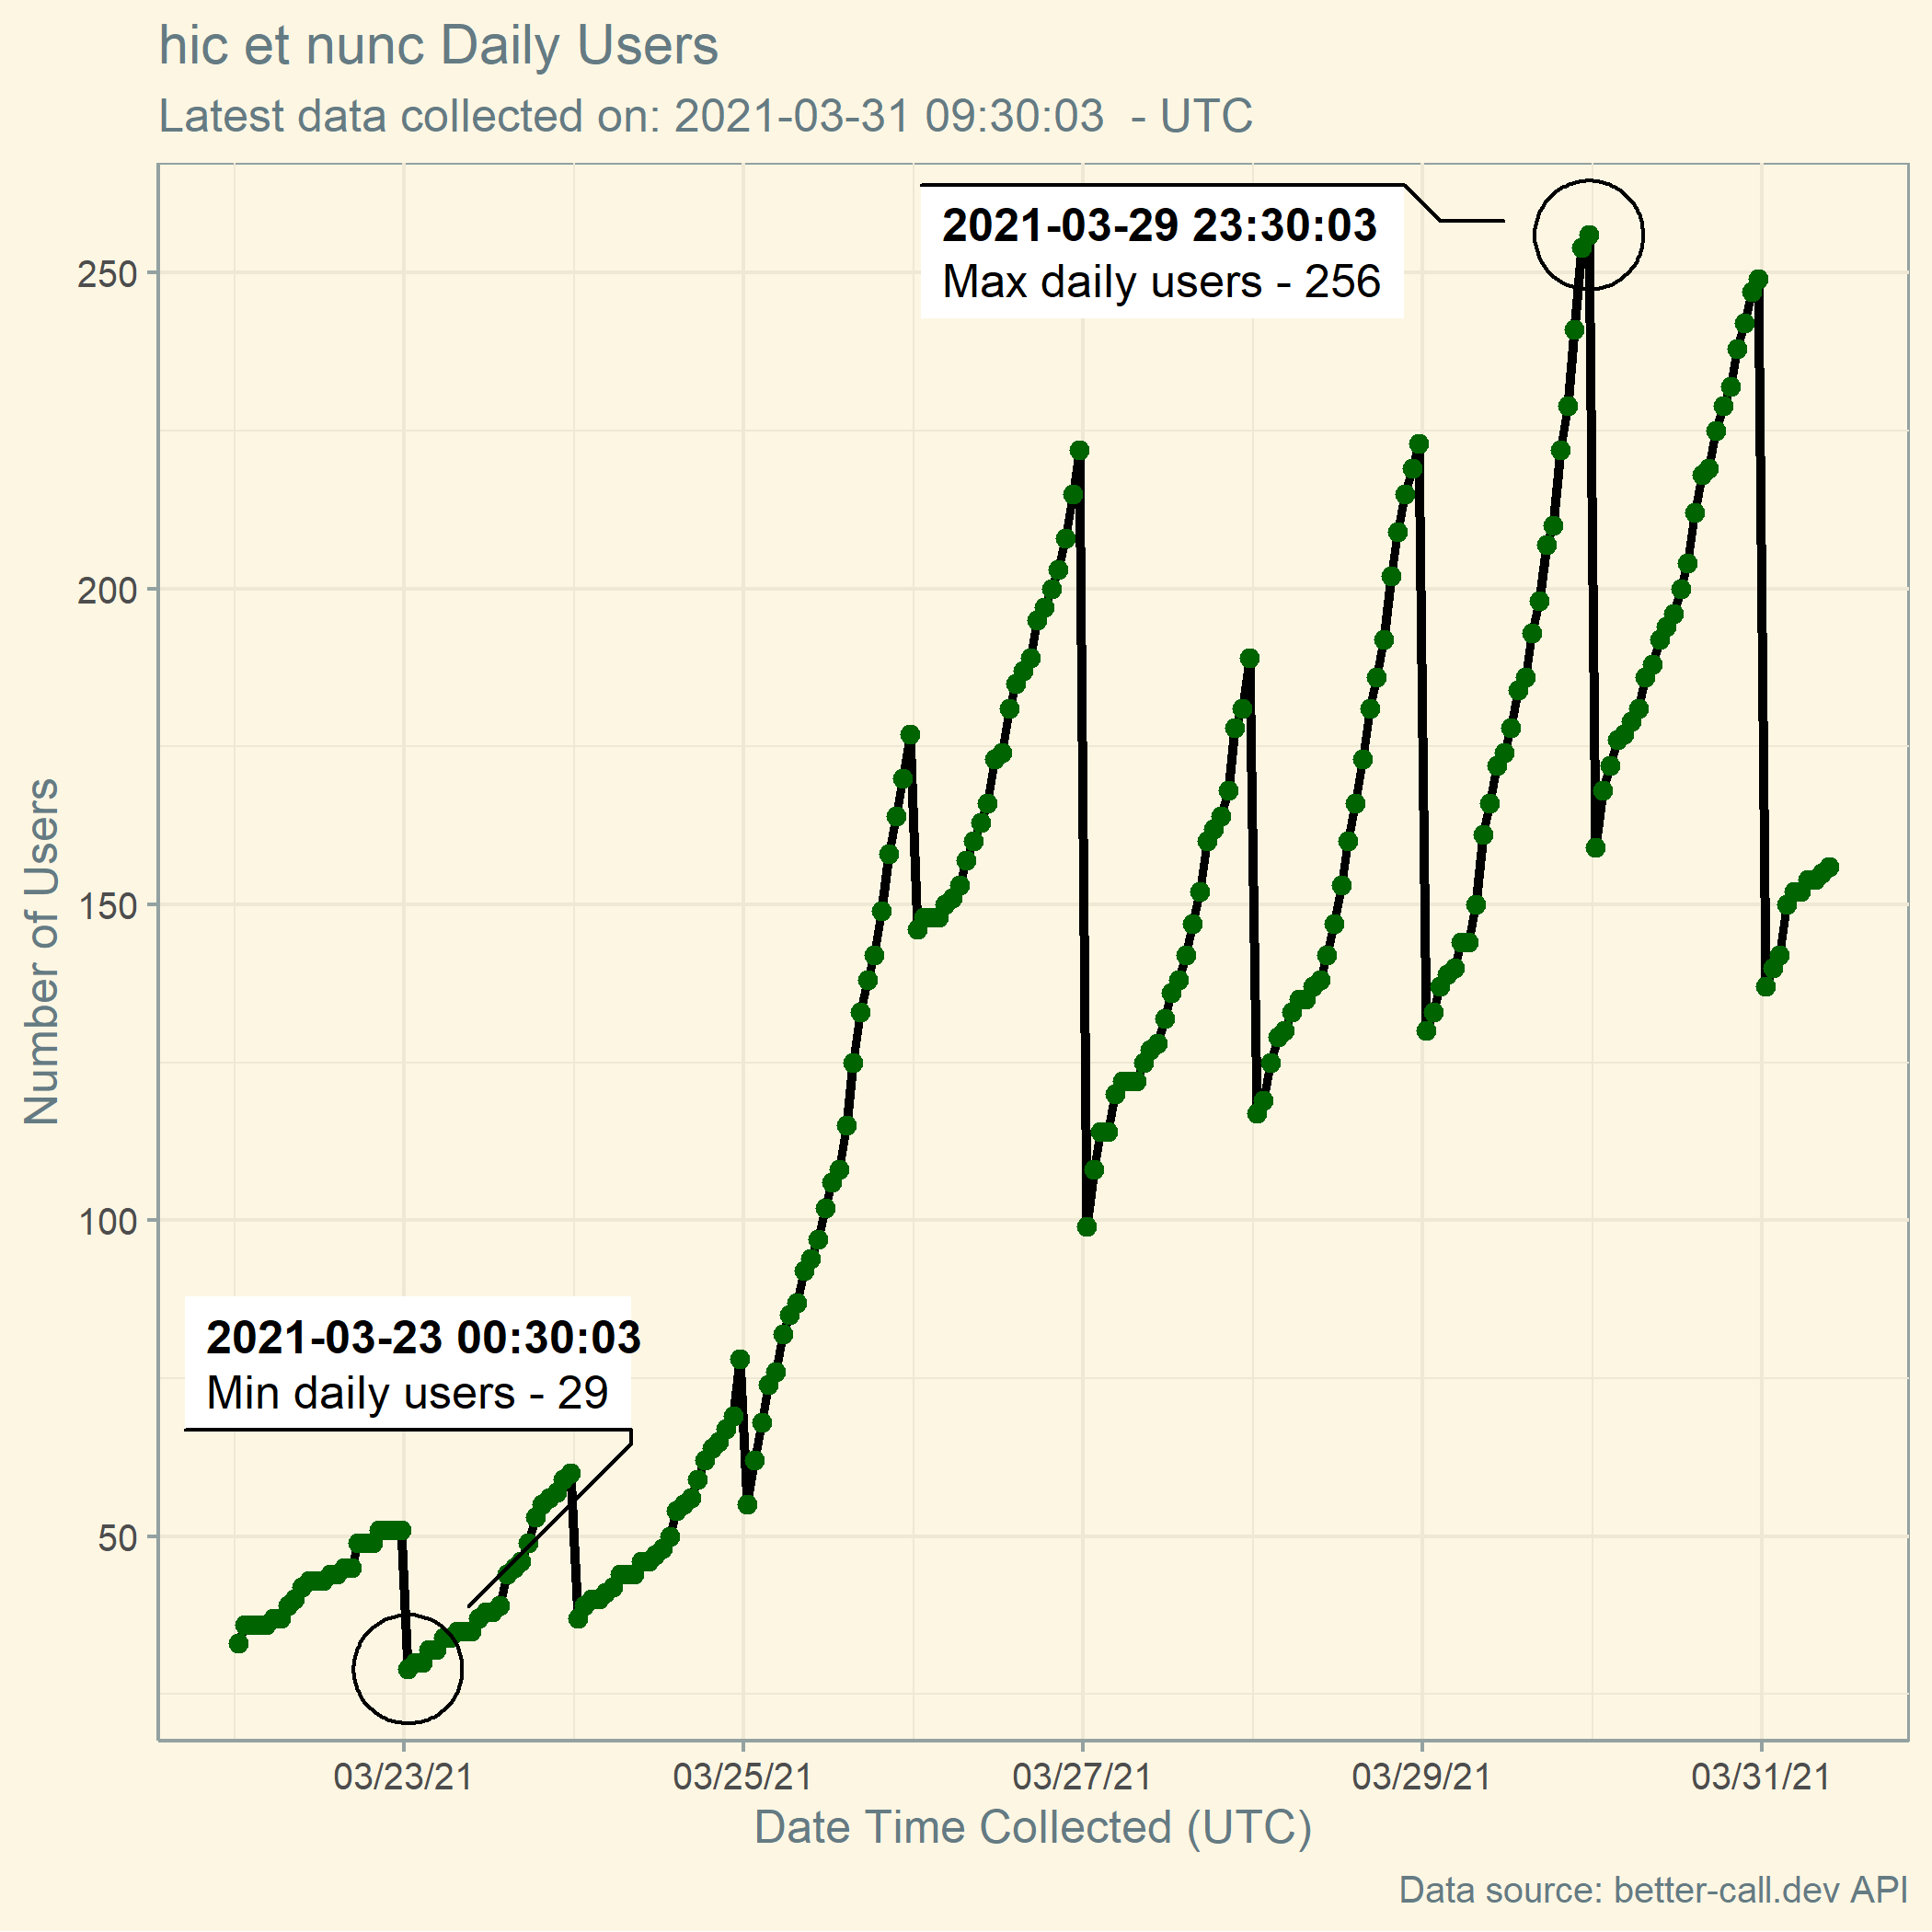 hic et nunc Daily Users
Latest data collected on: 2021-03-31 09:30:03  - UTC
2021-03-29 23:30:03
Max daily users - 256
250
200
150
100
50
Number of Users
2021-03-23 00:30:03
Min daily users - 29
03/23/21 03/25/21 03/27/21 03/29/21 03/31/21
Date Time Collected (UTC)
Data source: better-call.dev API